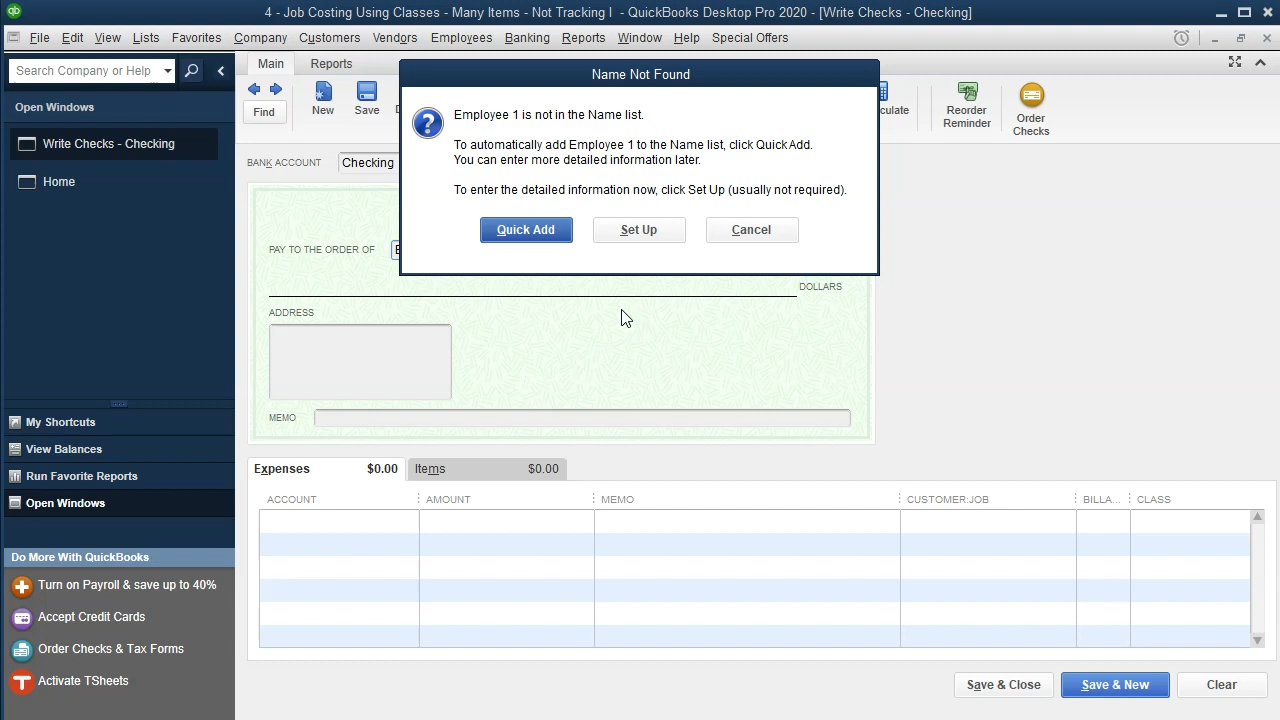 qb
4 - Job Costing Using Classes - Many Items - Not Tracking I - QuickBooks Desktop Pro 2020 - [Write Checks - Checking]
File Edit View Lists Favorites Company Customers Vendors Employees Banking Reports Window Help Special Offers
Search Company or Help
Open Windows
Write Checks - Checking
Home
My Shortcuts
View Balances
Run Favorite Reports
Open Windows
Do More With QuickBooks
Turn on Payroll & save up to 40%
Accept Credit Cards
Order Checks & Tax Forms
Activate TSheets
Main Reports
Find
New
Save
D
culate
Reorder
Reminder
Order
Checks
BANK ACCOUNT Checking
Name Not Found
Employee 1 is not in the Name list.
To automatically add Employee 1 to the Name list, click Quick Add.
You can enter more detailed information later.
To enter the detailed information now, click Set Up (usually not required).
Quick Add Set Up Cancel
PAY TO THE ORDER OF E
DOLLARS
ADDRESS
MEMO
Expenses $0.00 Items $0.00
ACCOUNT AMOUNT MEMO CUSTOMER:JOB BILLA... CLASS
Save & Close Save & New Clear